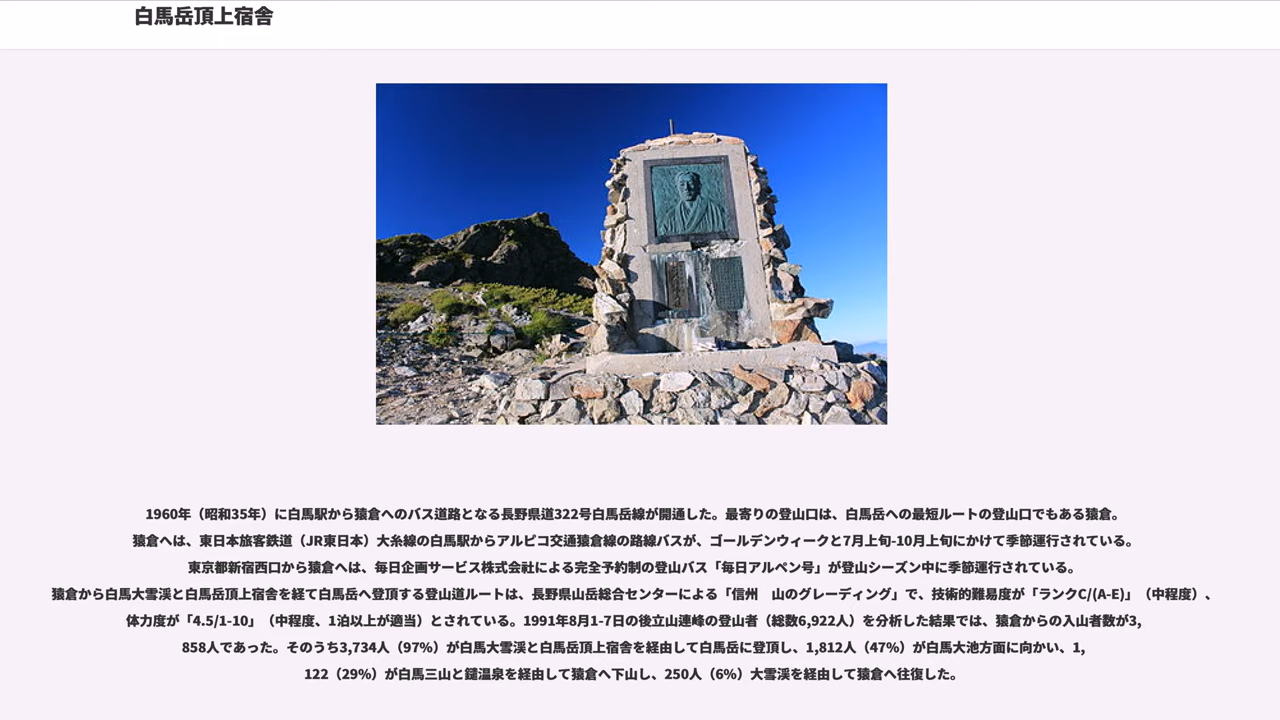 白馬岳頂上宿舎
1960年（昭和35年）に白馬駅から猿倉へのバス道路となる長野県道322号白馬岳線が開通した。最寄りの登山口は、白馬岳への最短ルートの登山口でもある猿倉。
猿倉へは、東日本旅客鉄道（JR東日本）大糸線の白馬駅からアルピコ交通猿倉線の路線バスが、ゴールデンウィークと7月上旬-10月上旬にかけて季節運行されている。
東京都新宿西口から猿倉へは、毎日企画サービス株式会社による完全予約制の登山バス「毎日アルペン号」が登山シーズン中に季節運行されている。
猿倉から白馬大雪渓と白馬岳頂上宿舎を経て白馬岳へ登頂する登山道ルートは、長野県山岳総合センターによる「信州　山のグレーディング」で、技術的難易度が「ランクC/(A-E)」（中程度）、
体力度が「4.5/1-10」（中程度、1泊以上が適当）とされている。1991年8月1-7日の後立山連峰の登山者（総数6,922人）を分析した結果では、猿倉からの入山者数が3,
858人であった。そのうち3,734人（97%）が白馬大雪渓と白馬岳頂上宿舎を経由して白馬岳に登頂し、1,812人（47%）が白馬大池方面に向かい、1,
122（29%）が白馬三山と鑓温泉を経由して猿倉へ下山し、250人（6%）大雪渓を経由して猿倉へ往復した。